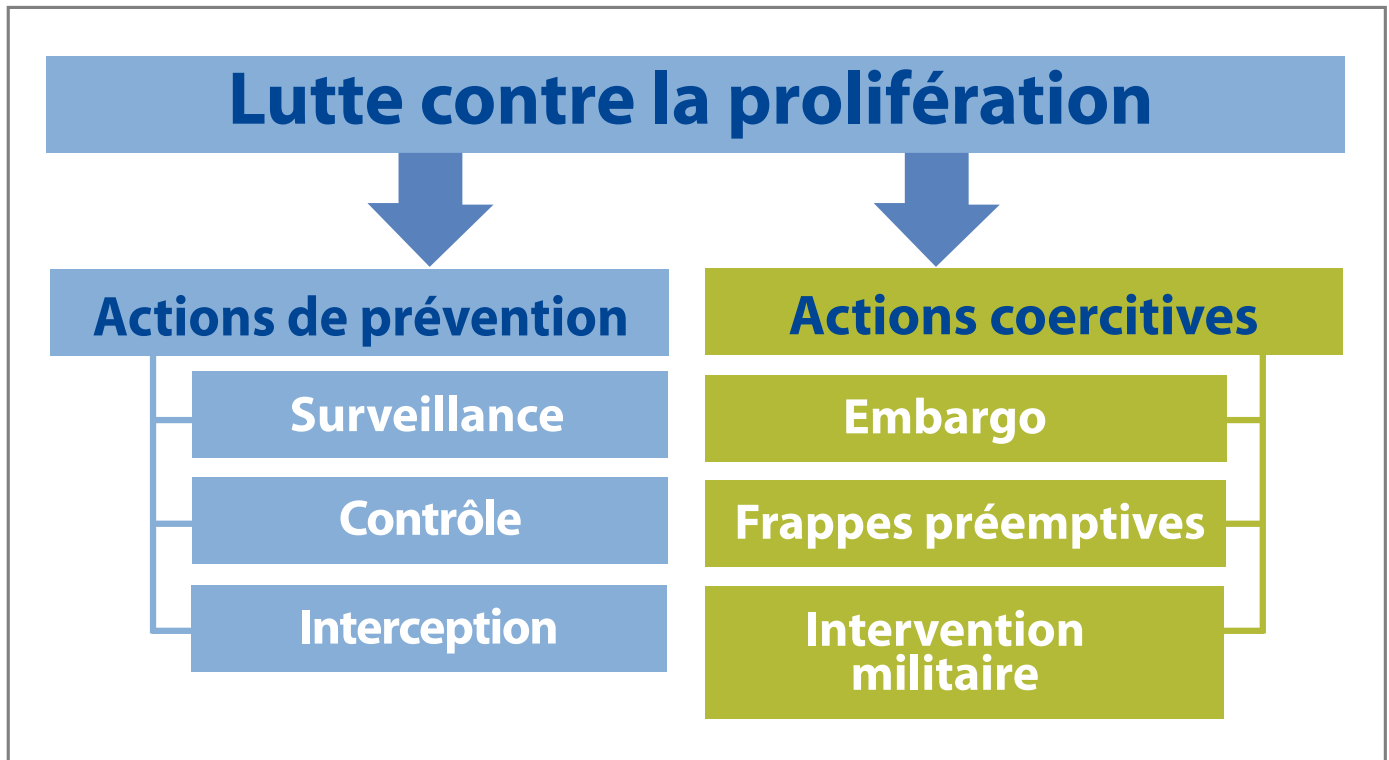 Lutte contre la prolifération
Actions de prévention
Surveillance
Contrôle
Interception
Actions coercitives
Embargo
Frappes préemptives
Intervention
militaire